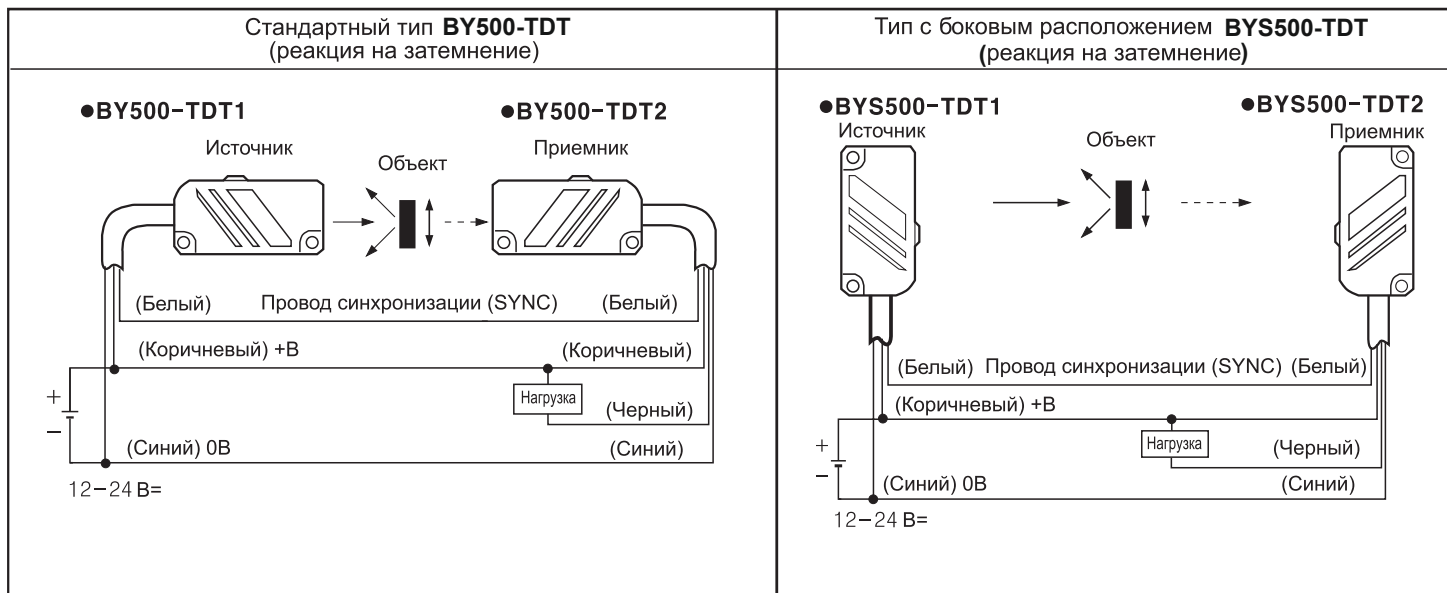 Стандартный тип BY500-TDT
(реакция на затемнение)
●BY500-TDT1
●BY500-TDT2
Источник
Объект
Приемник
(Белый)
Провод синхронизации (SYNC)
(Белый)
(Коричневый) +В
(Коричневый)
+
Нагрузка
(Черный)
−
(Синий) 0В
(Синий)
12−24 В=
Тип с боковым расположением BYS500-TDT
(реакция на затемнение)
●BYS500-TDT1
●BYS500-TDT2
Источник
Объект
Приемник
(Белый)
Провод синхронизации (SYNC)
(Белый)
(Коричневый) +В
+
Нагрузка
(Черный)
−
(Синий) 0В
(Синий)
12−24 В=